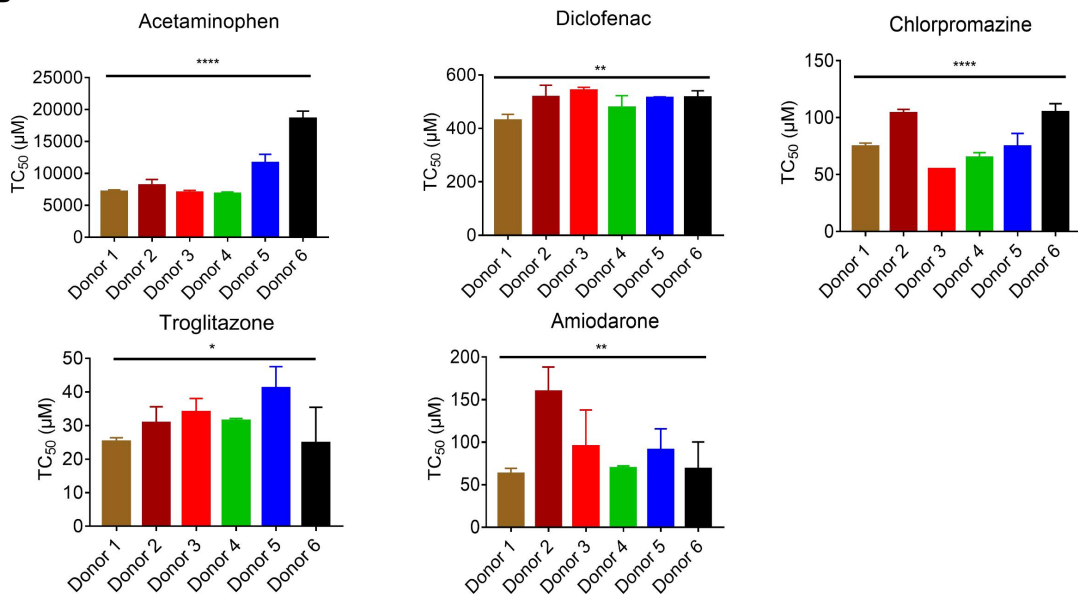 Acetaminophen
****
TC50 (µM)
25000
20000
15000
10000
5000
0
Donor 1
Donor 2
Donor 3
Donor 4
Donor 5
Donor 6
Diclofenac
**
TC50 (µM)
600
400
200
0
Donor 1
Donor 2
Donor 3
Donor 4
Donor 5
Donor 6
Chlorpromazine
****
TC50 (µM)
150
100
50
0
Donor 1
Donor 2
Donor 3
Donor 4
Donor 5
Donor 6
Troglitazone
*
TC50 (µM)
50
40
30
20
10
0
Donor 1
Donor 2
Donor 3
Donor 4
Donor 5
Donor 6
Amiodarone
**
TC50 (µM)
200
150
100
50
0
Donor 1
Donor 2
Donor 3
Donor 4
Donor 5
Donor 6